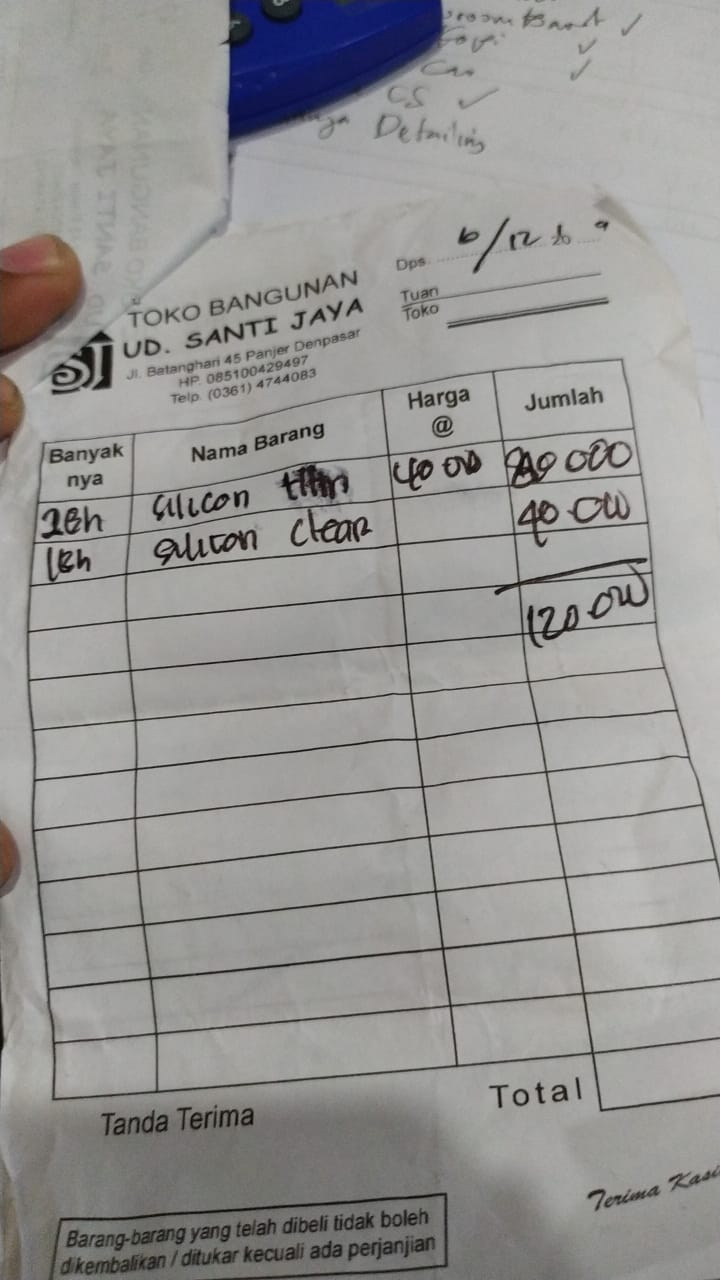 Car ✓
CS ✓
Detailing
Dps. 6/12 20
TOKO BANGUNAN
UD. SANTI JAYA
Jl. Batanghari 45 Panjer Denpasar
HP. 085100429497
Telp. (0361) 4744083
Tuan
Toko
SJ
Banyak nya Nama Barang Harga @ Jumlah
2Bh silicon 40 000 80 000
1Bh silicon clear 40 000
120 000
Total
Tanda Terima
Terima Kasi
Barang-barang yang telah dibeli tidak boleh
dikembalikan / ditukar kecuali ada perjanjian